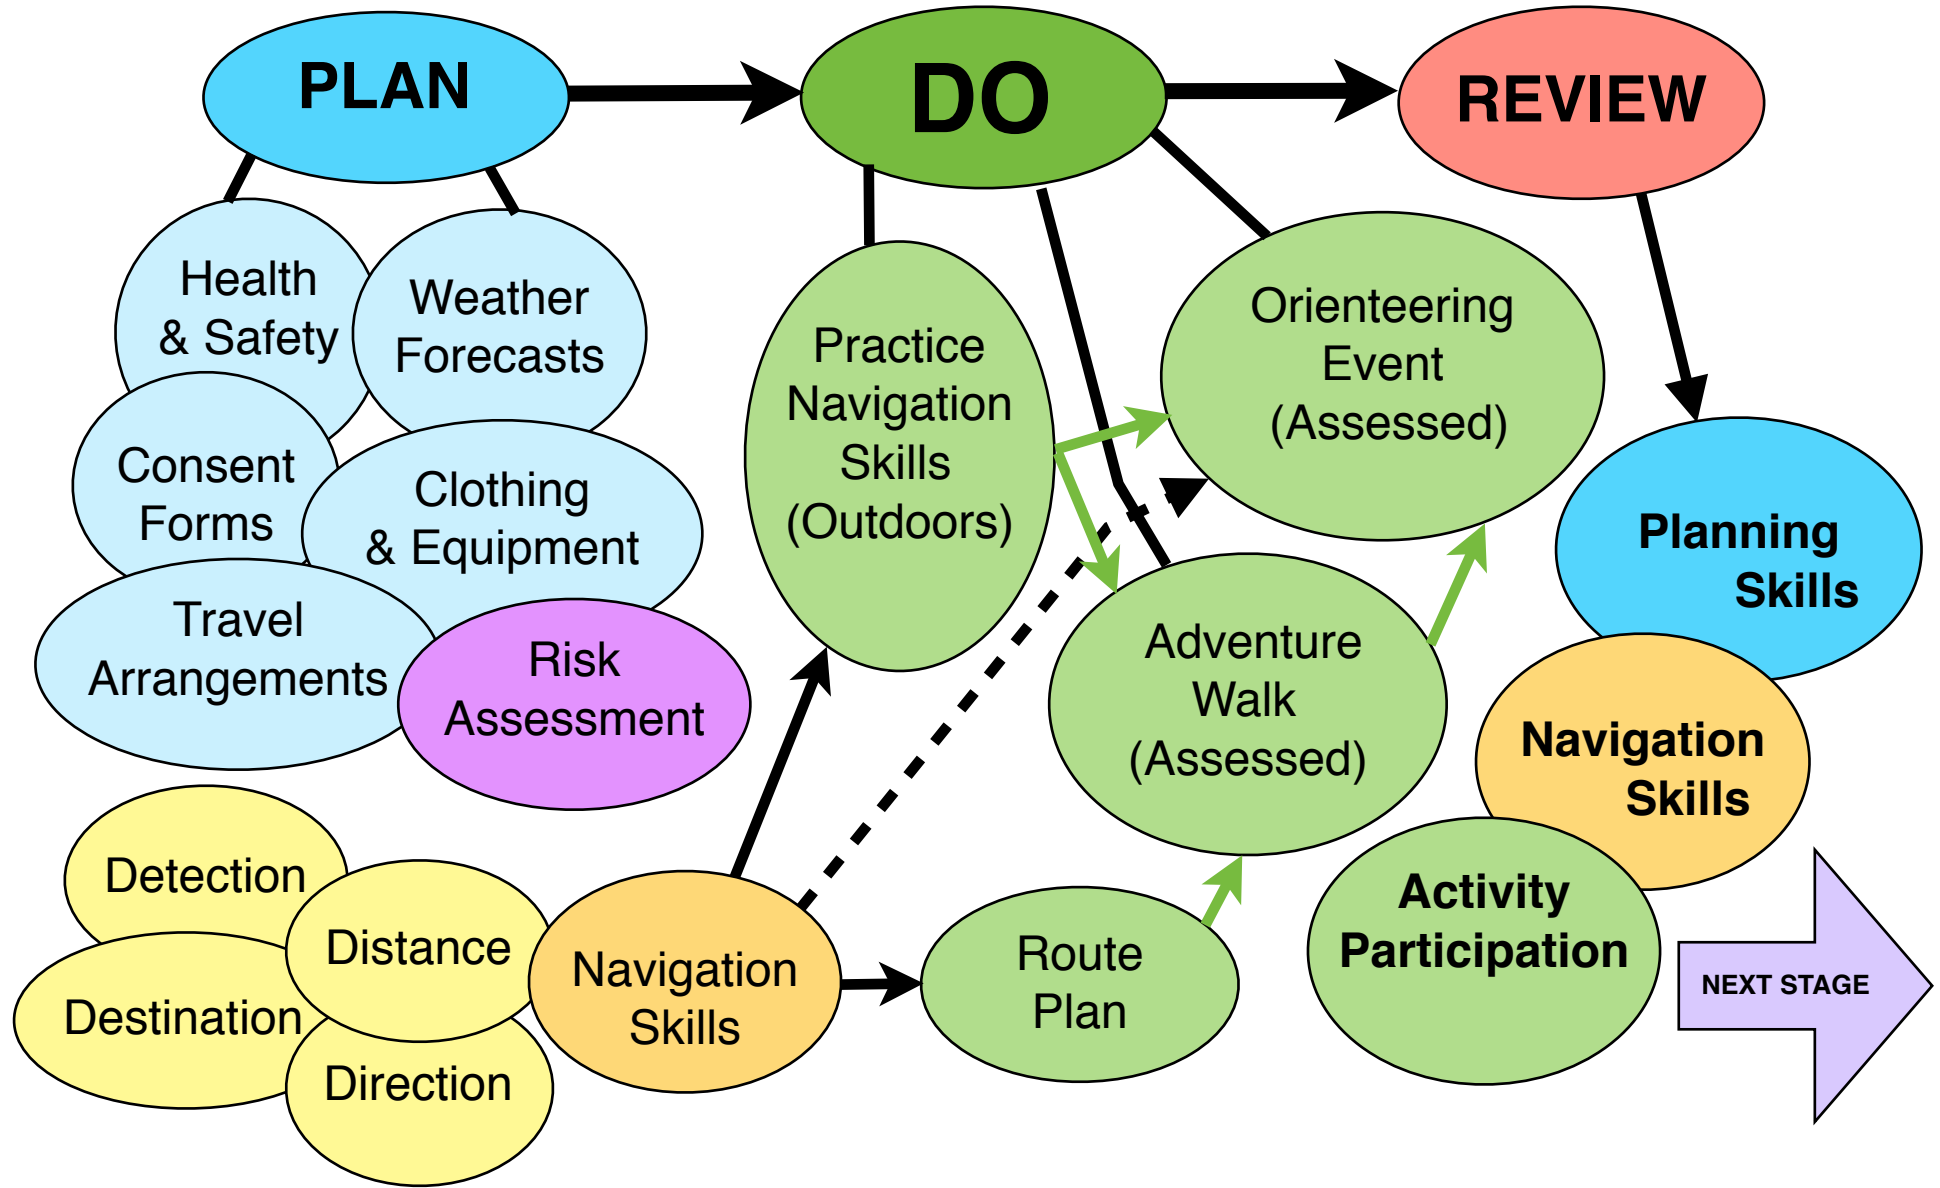 PLAN
DO
REVIEW
Health
& Safety
Weather
Forecasts
Consent
Forms
Clothing
& Equipment
Travel
Arrangements
Risk
Assessment
Detection
Distance
Destination
Direction
Navigation
Skills
Practice
Navigation
Skills
(Outdoors)
Orienteering
Event
(Assessed)
Adventure
Walk
(Assessed)
Route
Plan
Planning
Skills
Navigation
Skills
Activity
Participation
NEXT STAGE